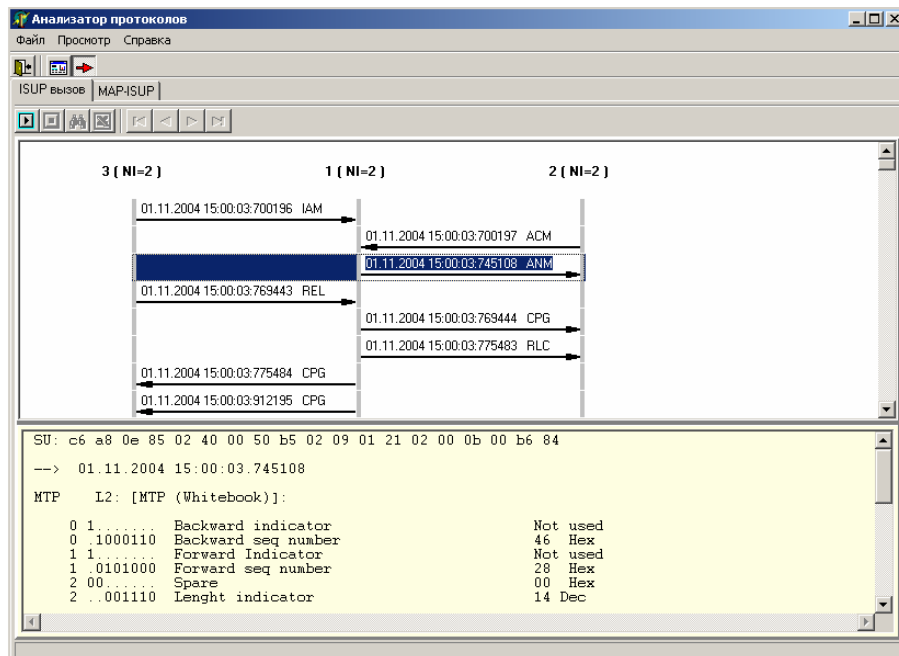 Анализатор протоколов
Файл Просмотр Справка
ISUP вызов MAP-ISUP
3 ( NI=2 ) 1 ( NI=2 ) 2 ( NI=2 )
01.11.2004 15:00:03:700196 IAM
01.11.2004 15:00:03:700197 ACM
01.11.2004 15:00:03:745108 ANM
01.11.2004 15:00:03:769443 REL
01.11.2004 15:00:03:769444 CPG
01.11.2004 15:00:03:775483 RLC
01.11.2004 15:00:03:775484 CPG
01.11.2004 15:00:03:912195 CPG
SU: c6 a8 0e 85 02 40 00 50 b5 02 09 01 21 02 00 0b 00 b6 84
--> 01.11.2004 15:00:03.745108
MTP L2: [MTP (Whitebook)]:
0 1....... Backward indicator Not used
0 .1000110 Backward seq number 46 Hex
1 1....... Forward Indicator Not used
1 .0101000 Forward seq number 28 Hex
2 00...... Spare 00 Hex
2 ..001110 Lenght indicator 14 Dec